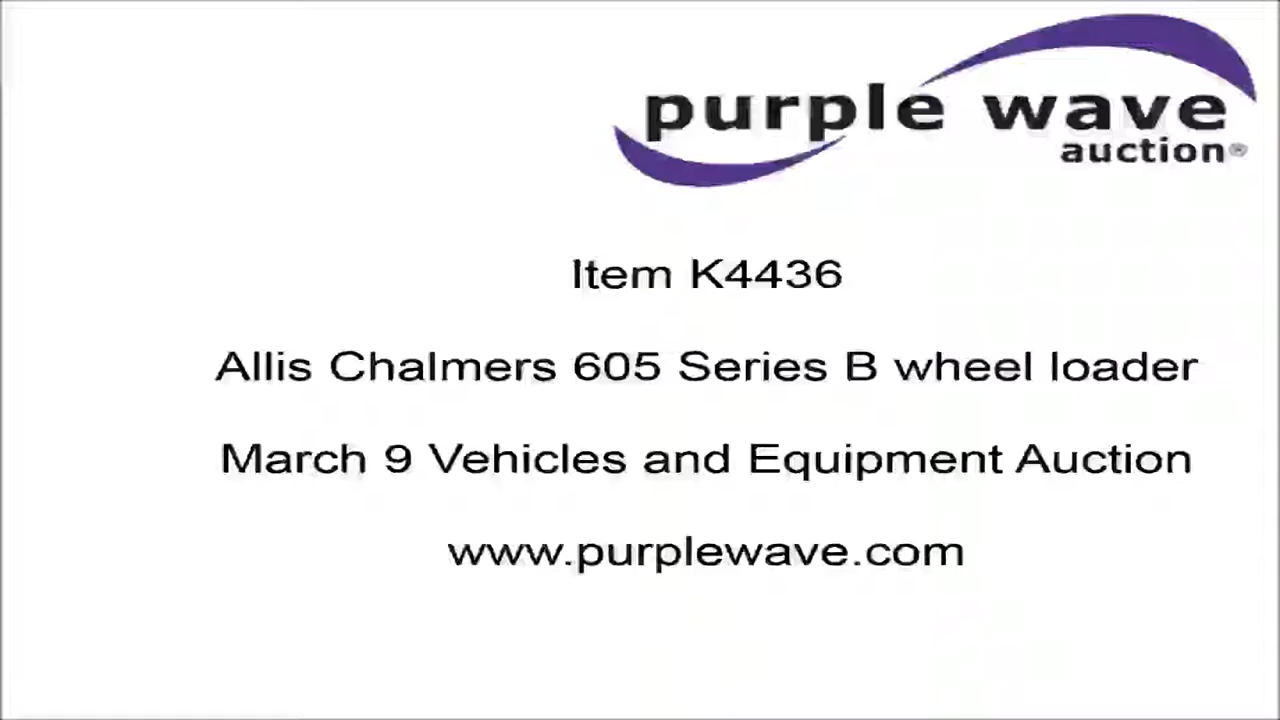 purple wave
auction®
Item K4436
Allis Chalmers 605 Series B wheel loader
March 9 Vehicles and Equipment Auction
www.purplewave.com